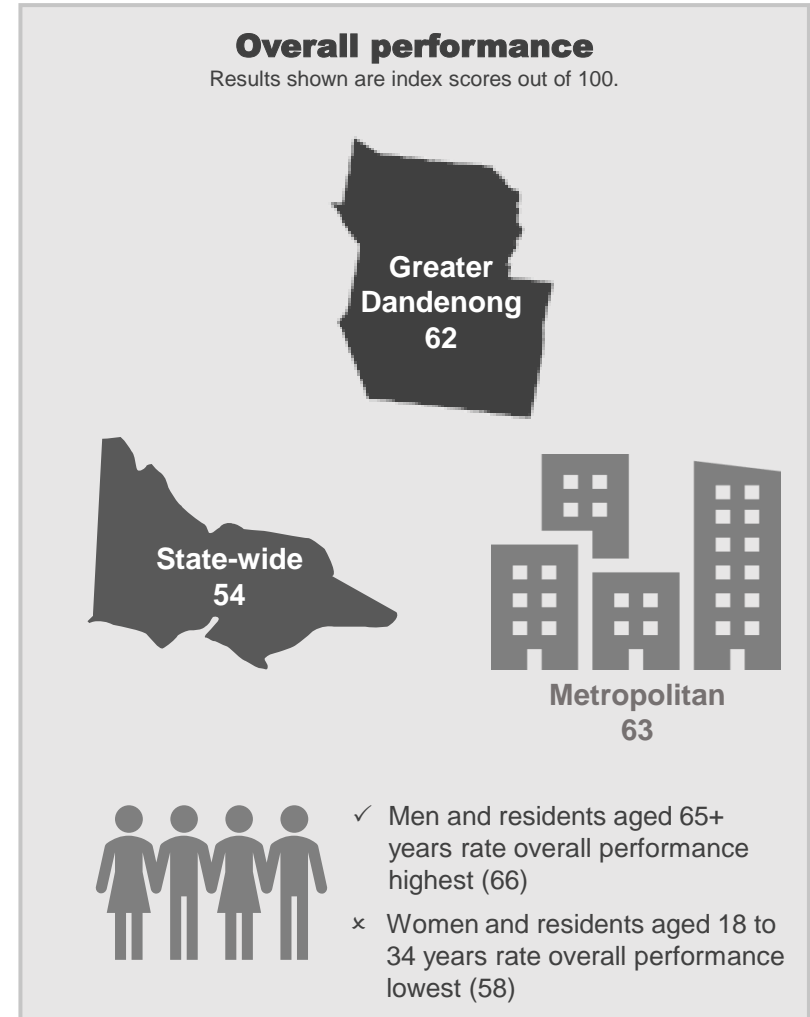 Overall performance
Results shown are index scores out of 100.
Greater
Dandenong
62
State-wide
54
Metropolitan
63
✓ Men and residents aged 65+
years rate overall performance
highest (66)
× Women and residents aged 18 to
34 years rate overall performance
lowest (58)